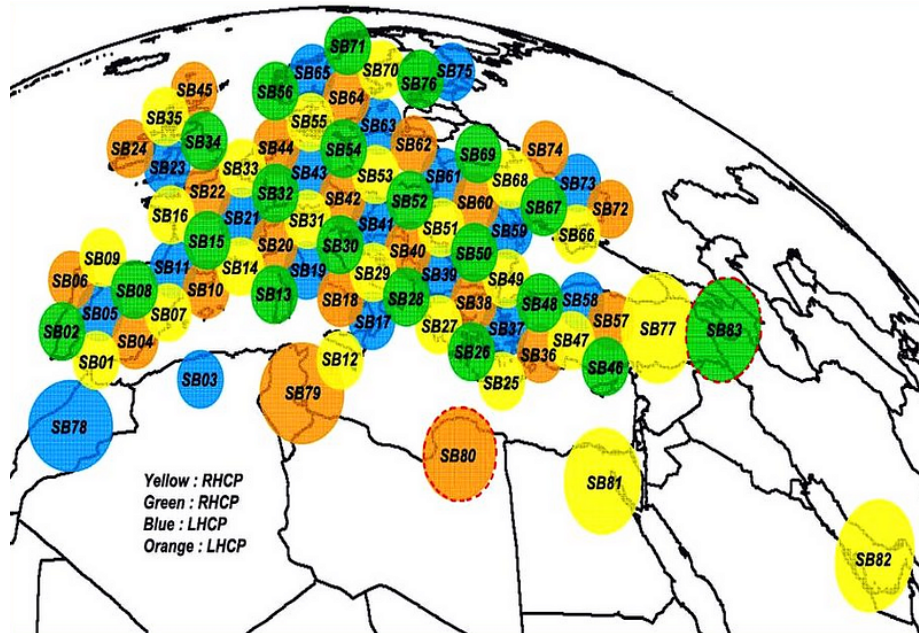 SB71
SB65
SB70
SB75
SB76
SB56
SB64
SB45
SB55
SB63
SB35
SB34
SB24
SB44
SB54
SB62
SB69
SB74
SB23
SB33
SB43
SB53
SB61
SB68
SB73
SB22
SB32
SB42
SB52
SB60
SB67
SB72
SB16
SB21
SB31
SB41
SB51
SB59
SB66
SB15
SB20
SB30
SB40
SB50
SB09
SB11
SB14
SB19
SB29
SB39
SB49
SB06
SB08
SB10
SB13
SB18
SB28
SB38
SB48
SB58
SB05
SB07
SB17
SB27
SB37
SB57
SB77
SB83
SB02
SB04
SB12
SB26
SB36
SB47
SB01
SB03
SB25
SB46
SB79
SB78
SB80
SB81
SB82
Yellow : RHCP
Green : RHCP
Blue : LHCP
Orange : LHCP